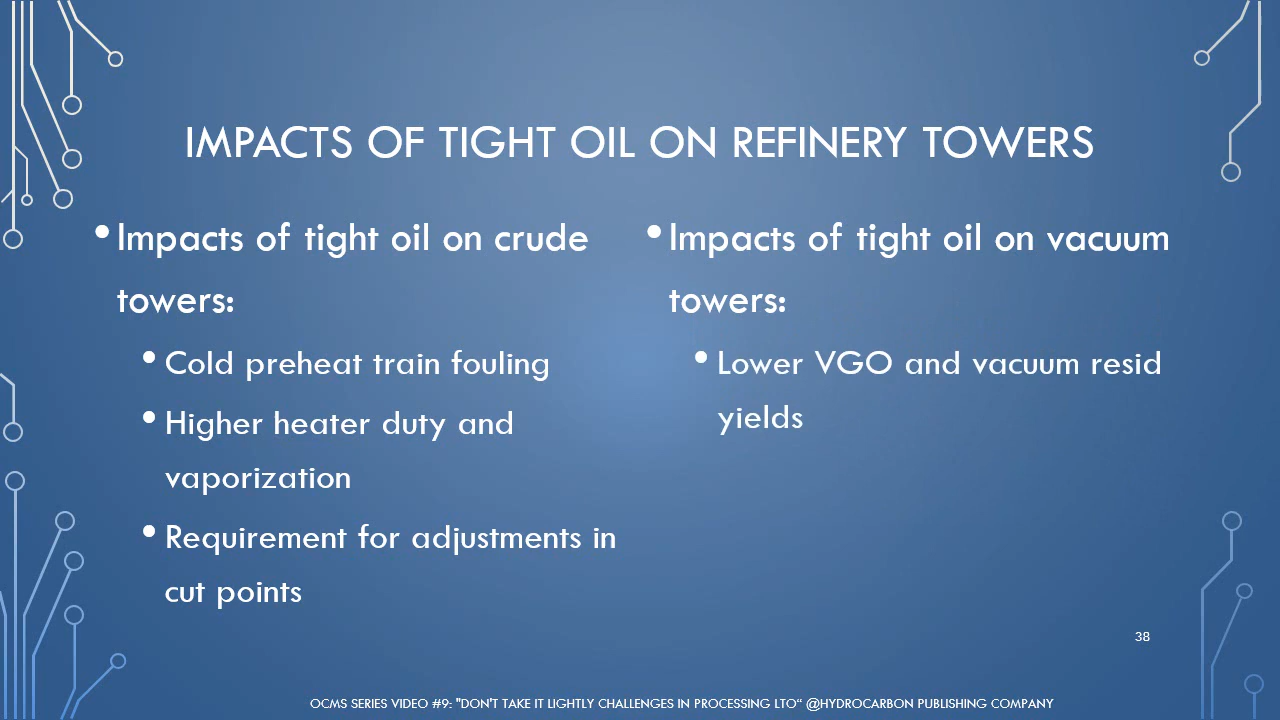 IMPACTS OF TIGHT OIL ON REFINERY TOWERS
• Impacts of tight oil on crude
towers:
• Cold preheat train fouling
• Higher heater duty and
vaporization
• Requirement for adjustments in
cut points
• Impacts of tight oil on vacuum
towers:
• Lower VGO and vacuum resid
yields
38
OCMS SERIES VIDEO #9: "DON'T TAKE IT LIGHTLY CHALLENGES IN PROCESSING LTO“ @HYDROCARBON PUBLISHING COMPANY